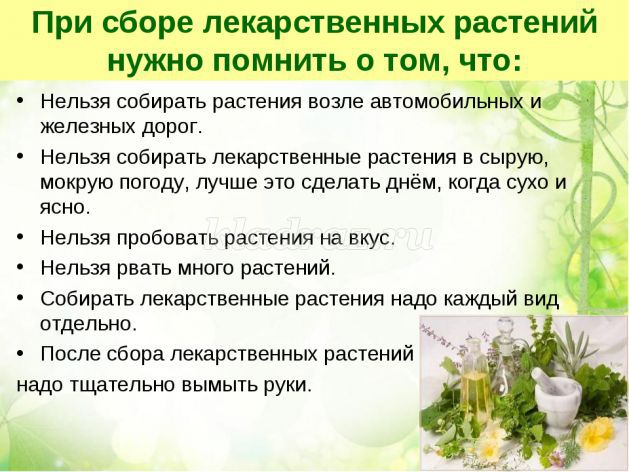 При сборе лекарственных растений
нужно помнить о том, что:
• Нельзя собирать растения возле автомобильных и
железных дорог.
• Нельзя собирать лекарственные растения в сырую,
мокрую погоду, лучше это сделать днём, когда сухо и
ясно.
• Нельзя пробовать растения на вкус.
kladraz.ru
• Нельзя рвать много растений.
• Собирать лекарственные растения надо каждый вид
отдельно.
• После сбора лекарственных растений
надо тщательно вымыть руки.